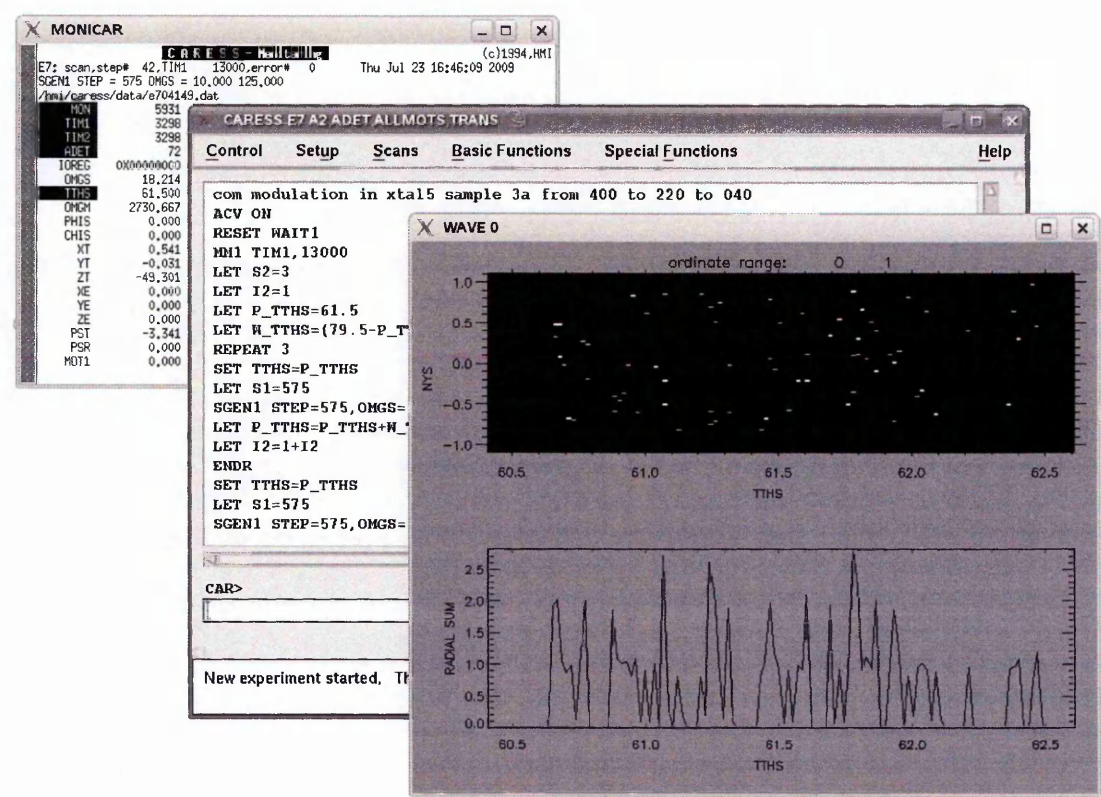 MONICAR
CARESS - MonitCarline
(c)1994,HMI
E7: scan,step# 42,TIM1 13000,error# 0 Thu Jul 23 16:46:09 2009
SGEN1 STEP = 575 OMGS = 10.000 125.000
/hmi/caress/data/e704149.dat
MON 5931
TIM1 3298
TIM2 3298
ADET 72
IOREG 0X00000000
OMGS 18.214
TTHS 61.500
OMGM 2730.667
PHIS 0.000
CHIS 0.000
XT 0.541
YT -0.031
ZT -49.301
XE 0.000
YE 0.000
ZE 0.000
PST -3.341
PSR 0.000
MOT1 0.000
CARESS E7 A2 ADET ALLMOTS TRANS
Control Setup Scans Basic Functions Special Functions Help
com modulation in xtal5 sample 3a from 400 to 220 to 040
ACV ON
RESET WAIT1
MM1 TIM1,13000
LET S2=3
LET I2=1
LET P_TTHS=61.5
LET W_TTHS=(79.5-P_T
REPEAT 3
SET TTHS=P_TTHS
LET S1=575
SGEN1 STEP=575,OMGS=
LET P_TTHS=P_TTHS+W_
LET I2=1+I2
ENDR
SET TTHS=P_TTHS
LET S1=575
SGEN1 STEP=575,OMGS=
CAR>
New experiment started, Th
WAVE 0
ordinate range: 0 1
1.0
0.5
0.0
-0.5
-1.0
NYS
60.5 61.0 61.5 62.0 62.5
TTHS
2.5
2.0
1.5
1.0
0.5
0.0
RADIAL SUM
60.5 61.0 61.5 62.0 62.5
TTHS